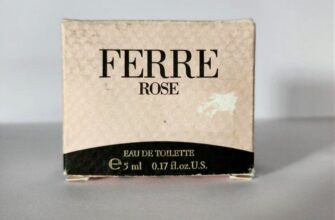 FERRE
ROSE
EAU DE TOILETTE
℮ 5 ml 0.17 fl.oz.U.S.